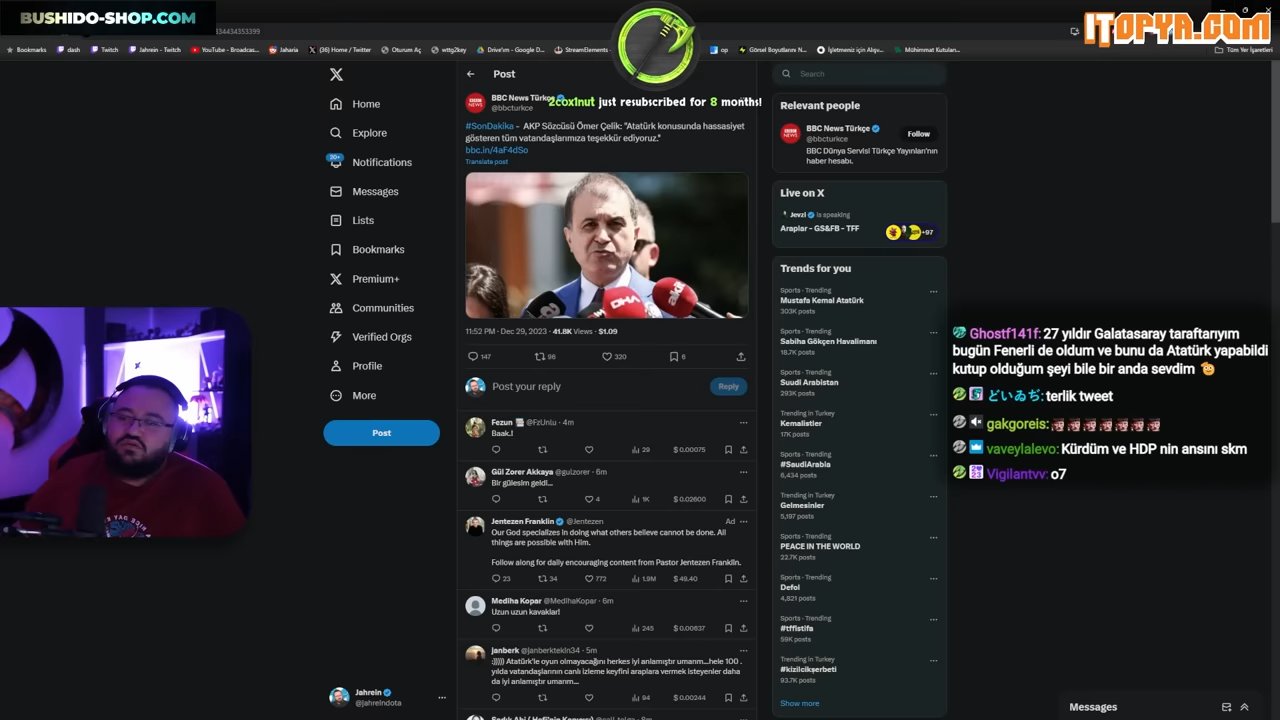 BUSHIDO-SHOP.COM
34434353399
ITOPYA.COM
Bookmarks
dash
Twitch
Jahrein - Twitch
YouTube - Broadcas...
Jaharia
(36) Home / Twitter
Oturum Aç
wttg2key
Drive'ım - Google D...
StreamElements -
op
Görsel Boyutlarını N...
İşletmeniz için Alışv...
Mühimmat Kutuları...
Tüm Yer İşaretleri
2cox1nut just resubscribed for 8 months!
Home
Explore
20+
Notifications
Messages
Lists
Bookmarks
Premium+
Communities
Verified Orgs
Profile
More
Post
Jahrein
@jahreindota
Post
BBC News Türkçe
@bbcturkce
#SonDakika - AKP Sözcüsü Ömer Çelik: "Atatürk konusunda hassasiyet
gösteren tüm vatandaşlarımıza teşekkür ediyoruz."
bbc.in/4aF4dSo
Translate post
DHA
aka
11:52 PM · Dec 29, 2023 · 41.8K Views · $1.09
147
96
320
6
Post your reply
Reply
Fezun @FzUnlu · 4m
Baak.!
29
$0.00075
Gül Zorer Akkaya @gulzorer · 6m
Bir gülesim geldi...
4
1K
$0.02600
Jentezen Franklin @Jentezen
Ad
Our God specializes in doing what others believe cannot be done. All
things are possible with Him.
Follow along for daily encouraging content from Pastor Jentezen Franklin.
23
34
772
1.9M
$49.40
Mediha Kopar @MedihaKopar · 6m
Uzun uzun kavaklar!
245
$0.00637
janberk @janberktekin34 · 5m
:))))) Atatürk'le oyun olmayacağını herkes iyi anlamıştır umarım...hele 100 .
yılda vatandaşlarının canlı izleme keyfini araplara vermek isteyenler daha
da iyi anlamıştır umarım...
94
$0.00244
Search
Relevant people
BBC News Türkçe
@bbcturkce
Follow
BBC Dünya Servisi Türkçe Yayınları'nın
haber hesabı.
Live on X
Jevzi is speaking
Araplar - GS&FB - TFF
+97
Trends for you
Sports · Trending
Mustafa Kemal Atatürk
303K posts
Sports · Trending
Sabiha Gökçen Havalimanı
18.7K posts
Sports · Trending
Suudi Arabistan
293K posts
Trending in Turkey
Kemalistler
17K posts
Sports · Trending
#SaudiArabia
6,434 posts
Trending in Turkey
Gelmesinler
5,197 posts
Sports · Trending
PEACE IN THE WORLD
22.7K posts
Sports · Trending
Defol
4,821 posts
Sports · Trending
#tffistifa
59K posts
Trending in Turkey
#kizilcikşerbeti
93.7K posts
Show more
Ghostf141f: 27 yıldır Galatasaray taraftarıyım
bugün Fenerli de oldum ve bunu da Atatürk yapabildi
kutup olduğum şeyi bile bir anda sevdim
どいゐぢ: terlik tweet
gakgoreis:
vaveylalevo: Kürdüm ve HDP nin ansını skm
Vigilantvv: o7
Messages